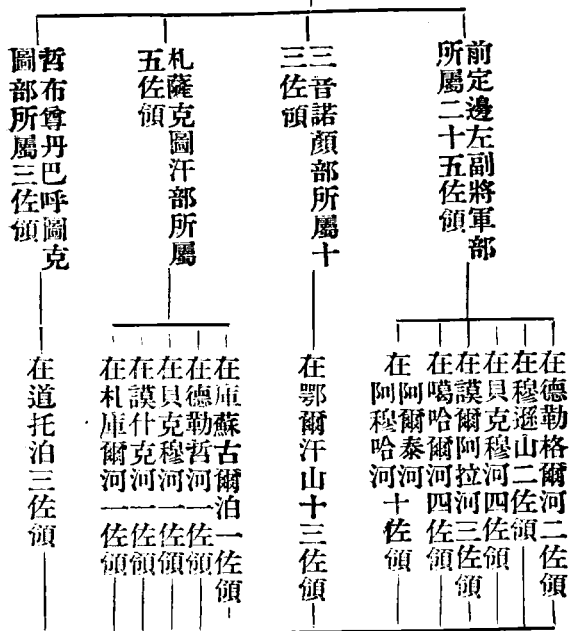 前定邊左副將軍部
所屬二十五佐領
三音諾顏部所屬十
三佐領
札薩克圖汗部所屬
五佐領
哲布尊丹巴呼圖克
圖部所屬三佐領
在德勒格爾河二佐領
在穆遜山二佐領
在貝克穆河四佐領
在謨爾阿拉河三佐領
在噶哈爾河四佐領
在阿爾泰河
阿穆哈河十佐領
在鄂爾汗山十三佐領
在庫蘇古爾泊一佐領
在德勒哲河一佐領
在貝克穆河一佐領
在謨什克河一佐領
在札庫爾河一佐領
在道托泊三佐領